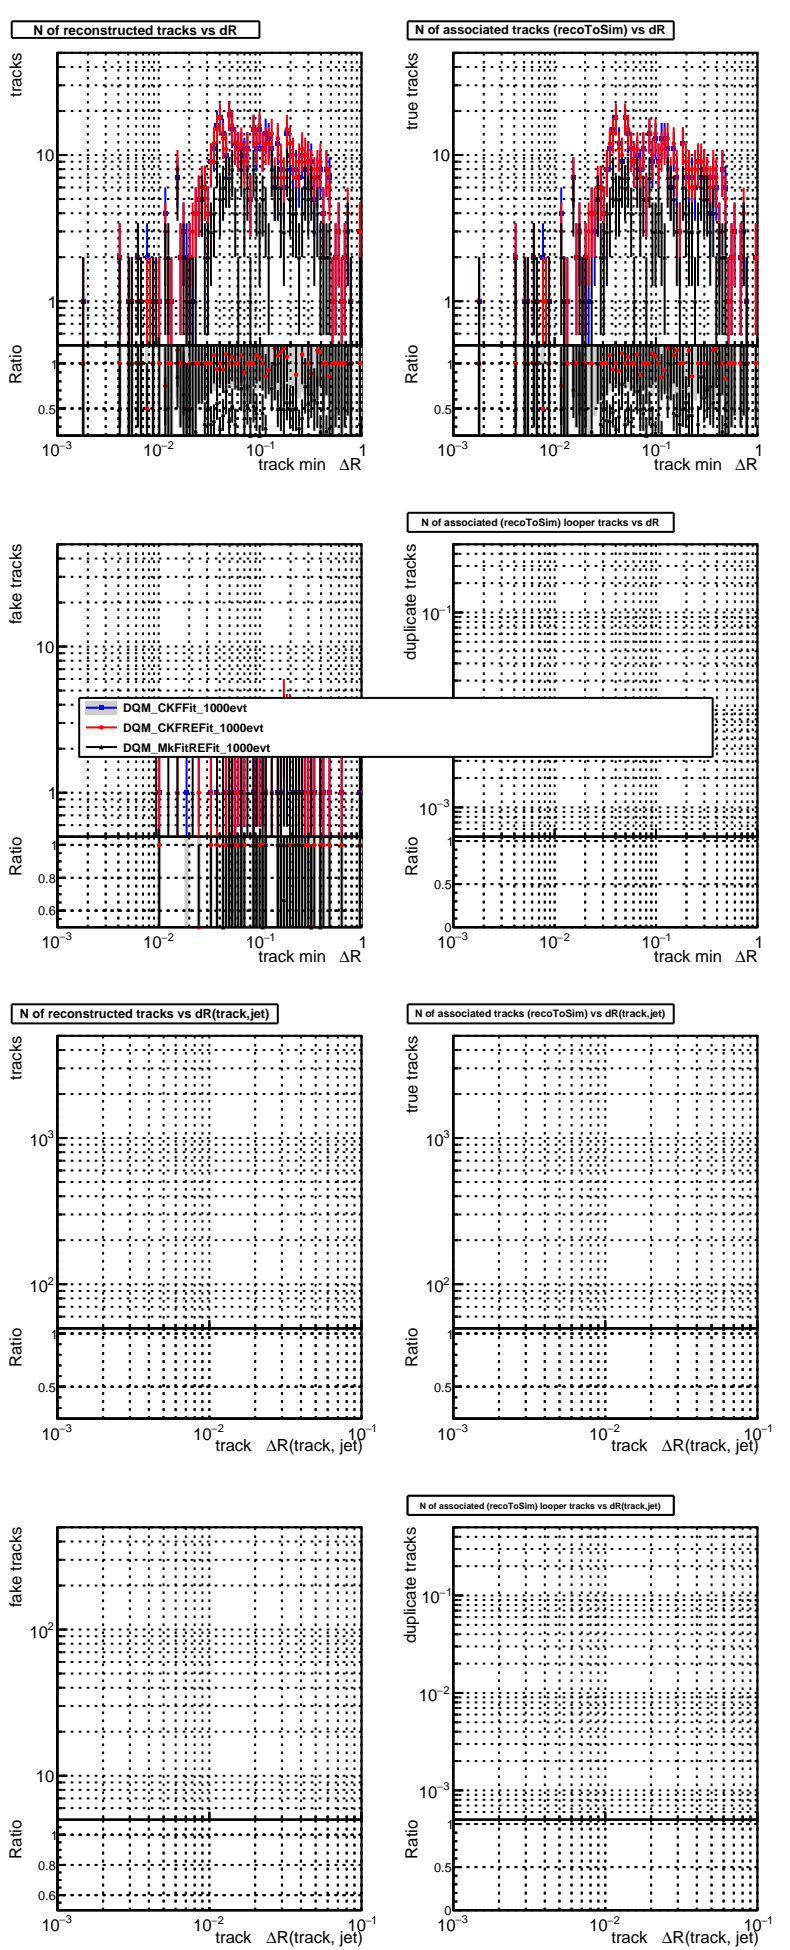 N of reconstructed tracks vs dR
tracks
10
1
Ratio
1
0.5
10−3
10−2
10−1
1
track min ΔR
N of associated tracks (recoToSim) vs dR
true tracks
10
1
Ratio
1
0.5
10−3
10−2
10−1
1
track min ΔR
fake tracks
10
1
Ratio
1
0.8
0.6
10−3
10−2
10−1
1
track min ΔR
N of associated (recoToSim) looper tracks vs dR
duplicate tracks
10−1
10−3
Ratio
1
0.5
0
10−3
10−2
10−1
1
track min ΔR
DQM_CKFFit_1000evt
DQM_CKFREFit_1000evt
DQM_MkFitREFit_1000evt
N of reconstructed tracks vs dR(track,jet)
tracks
103
102
Ratio
1
0.5
10−3
10−2
10−1
track ΔR(track, jet)
N of associated tracks (recoToSim) vs dR(track,jet)
true tracks
103
102
Ratio
1
0.5
10−3
10−2
10−1
track ΔR(track, jet)
fake tracks
102
10
Ratio
1
0.8
0.6
10−3
10−2
10−1
track ΔR(track, jet)
N of associated (recoToSim) looper tracks vs dR(track,jet)
duplicate tracks
10−1
10−2
10−3
Ratio
1
0.5
0
10−3
10−2
10−1
track ΔR(track, jet)